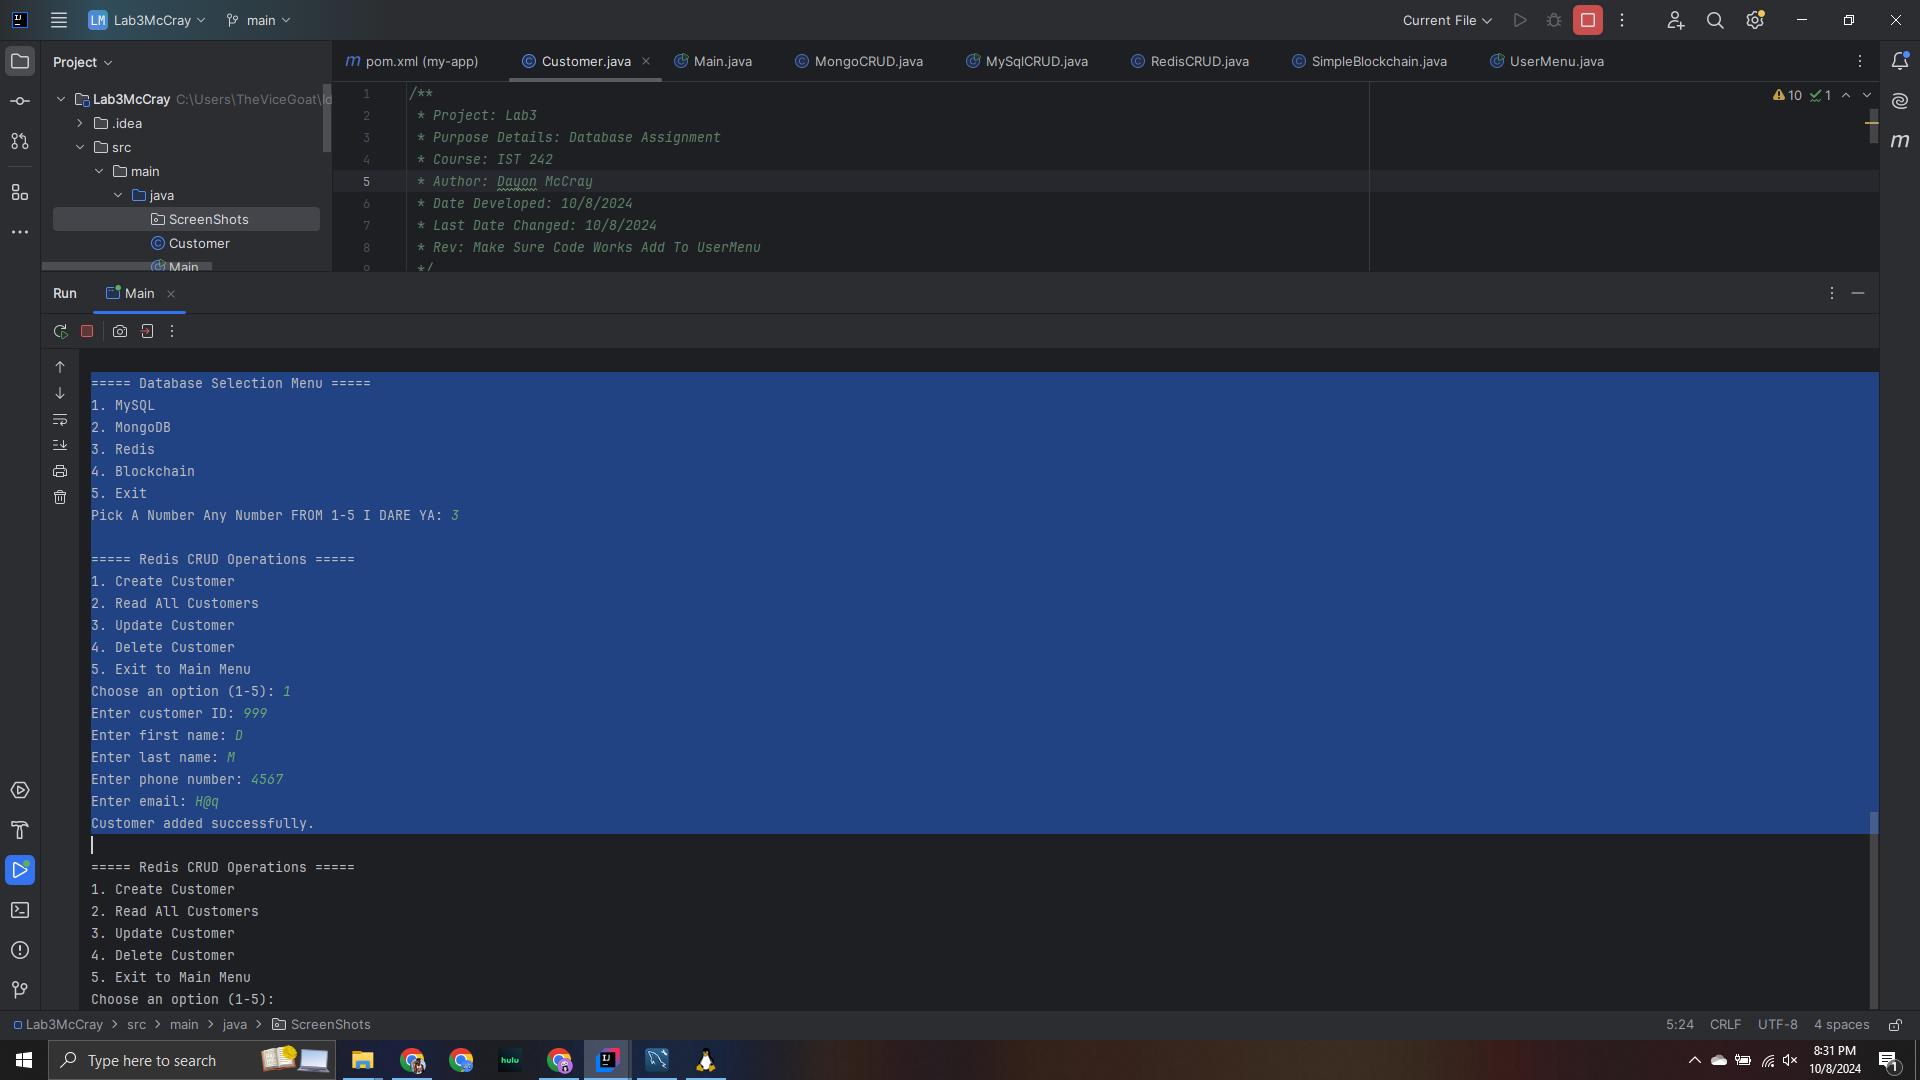 LM Lab3McCray main Current File
Project
pom.xml (my-app) Customer.java Main.java MongoCRUD.java MySqlCRUD.java RedisCRUD.java SimpleBlockchain.java UserMenu.java
Lab3McCray C:\Users\TheViceGoat\Id
.idea
src
main
java
ScreenShots
Customer
Main
1 /**
2 * Project: Lab3
3 * Purpose Details: Database Assignment
4 * Course: IST 242
5 * Author: Dayon McCray
6 * Date Developed: 10/8/2024
7 * Last Date Changed: 10/8/2024
8 * Rev: Make Sure Code Works Add To UserMenu
9 */
10 1
Run Main
===== Database Selection Menu =====
1. MySQL
2. MongoDB
3. Redis
4. Blockchain
5. Exit
Pick A Number Any Number FROM 1-5 I DARE YA: 3
===== Redis CRUD Operations =====
1. Create Customer
2. Read All Customers
3. Update Customer
4. Delete Customer
5. Exit to Main Menu
Choose an option (1-5): 1
Enter customer ID: 999
Enter first name: D
Enter last name: M
Enter phone number: 4567
Enter email: H@q
Customer added successfully.
===== Redis CRUD Operations =====
1. Create Customer
2. Read All Customers
3. Update Customer
4. Delete Customer
5. Exit to Main Menu
Choose an option (1-5):
Lab3McCray > src > main > java > ScreenShots 5:24 CRLF UTF-8 4 spaces
Type here to search
hulu
8:31 PM
10/8/2024
1